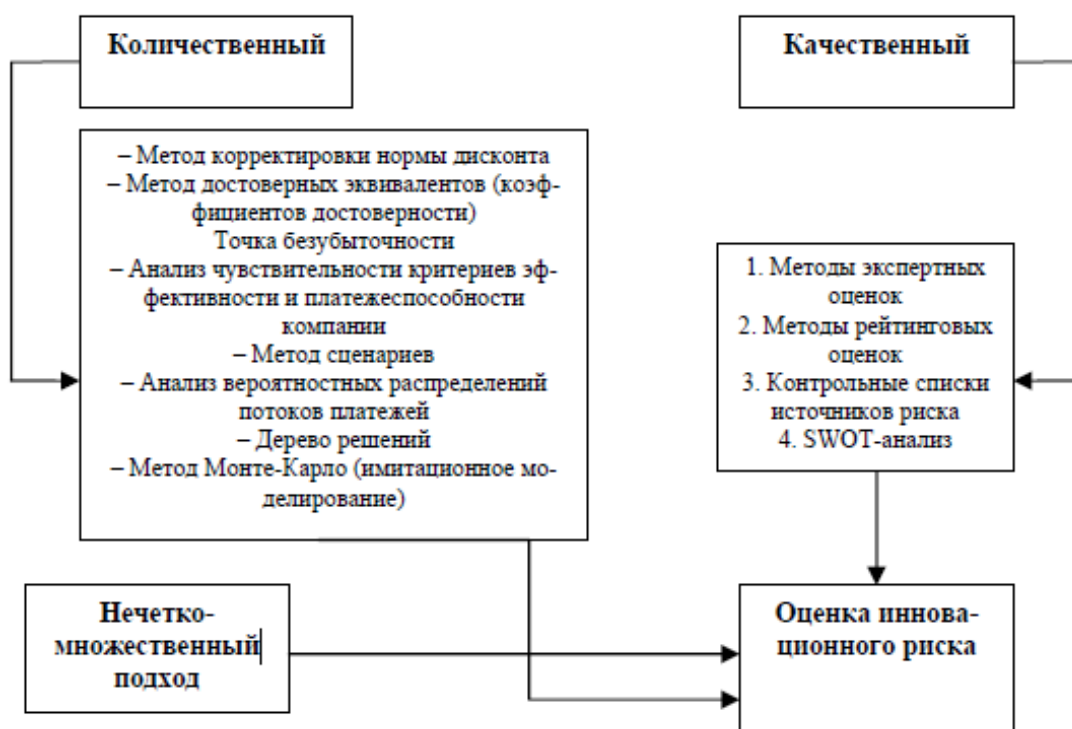 Количественный
Качественный
– Метод корректировки нормы дисконта
– Метод достоверных эквивалентов (коэф-
фициентов достоверности)
Точка безубыточности
– Анализ чувствительности критериев эф-
фективности и платежеспособности
компании
– Метод сценариев
– Анализ вероятностных распределений
потоков платежей
– Дерево решений
– Метод Монте-Карло (имитационное мо-
делирование)
1. Методы экспертных
оценок
2. Методы рейтинговых
оценок
3. Контрольные списки
источников риска
4. SWOT-анализ
Нечетко-
множественный
подход
Оценка иннова-
ционного риска